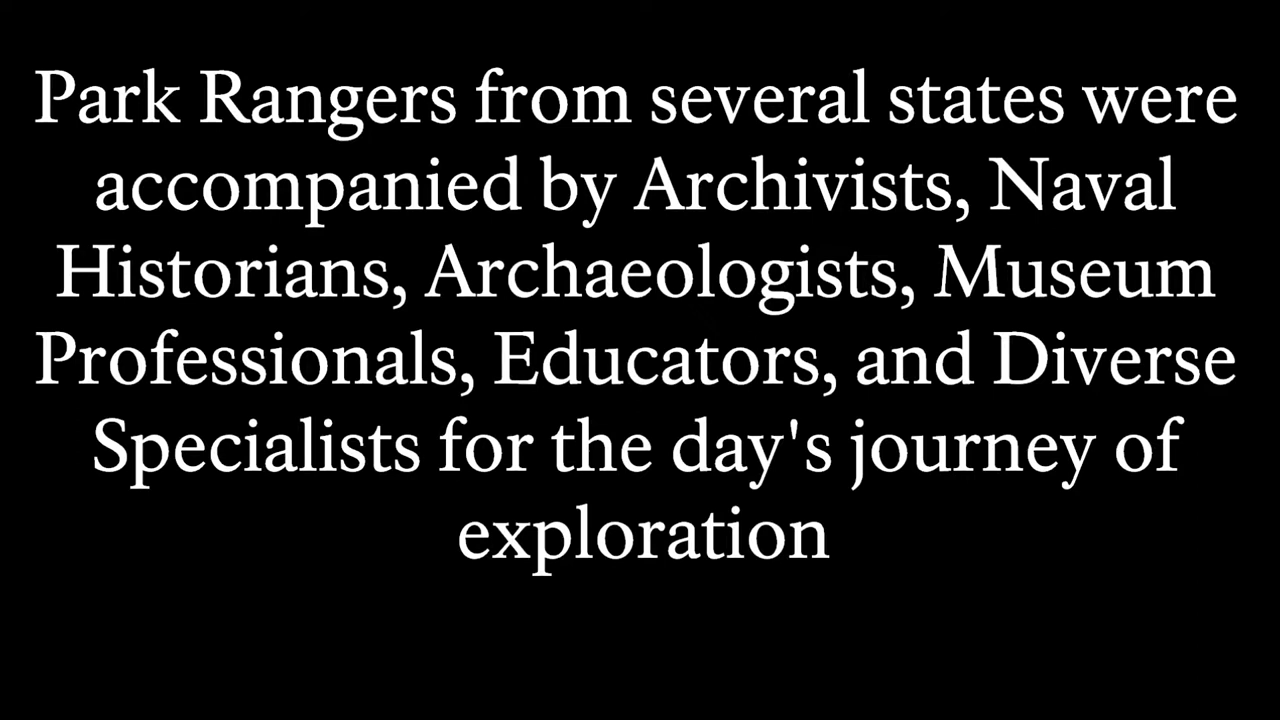 Park Rangers from several states were
accompanied by Archivists, Naval
Historians, Archaeologists, Museum
Professionals, Educators, and Diverse
Specialists for the day's journey of
exploration